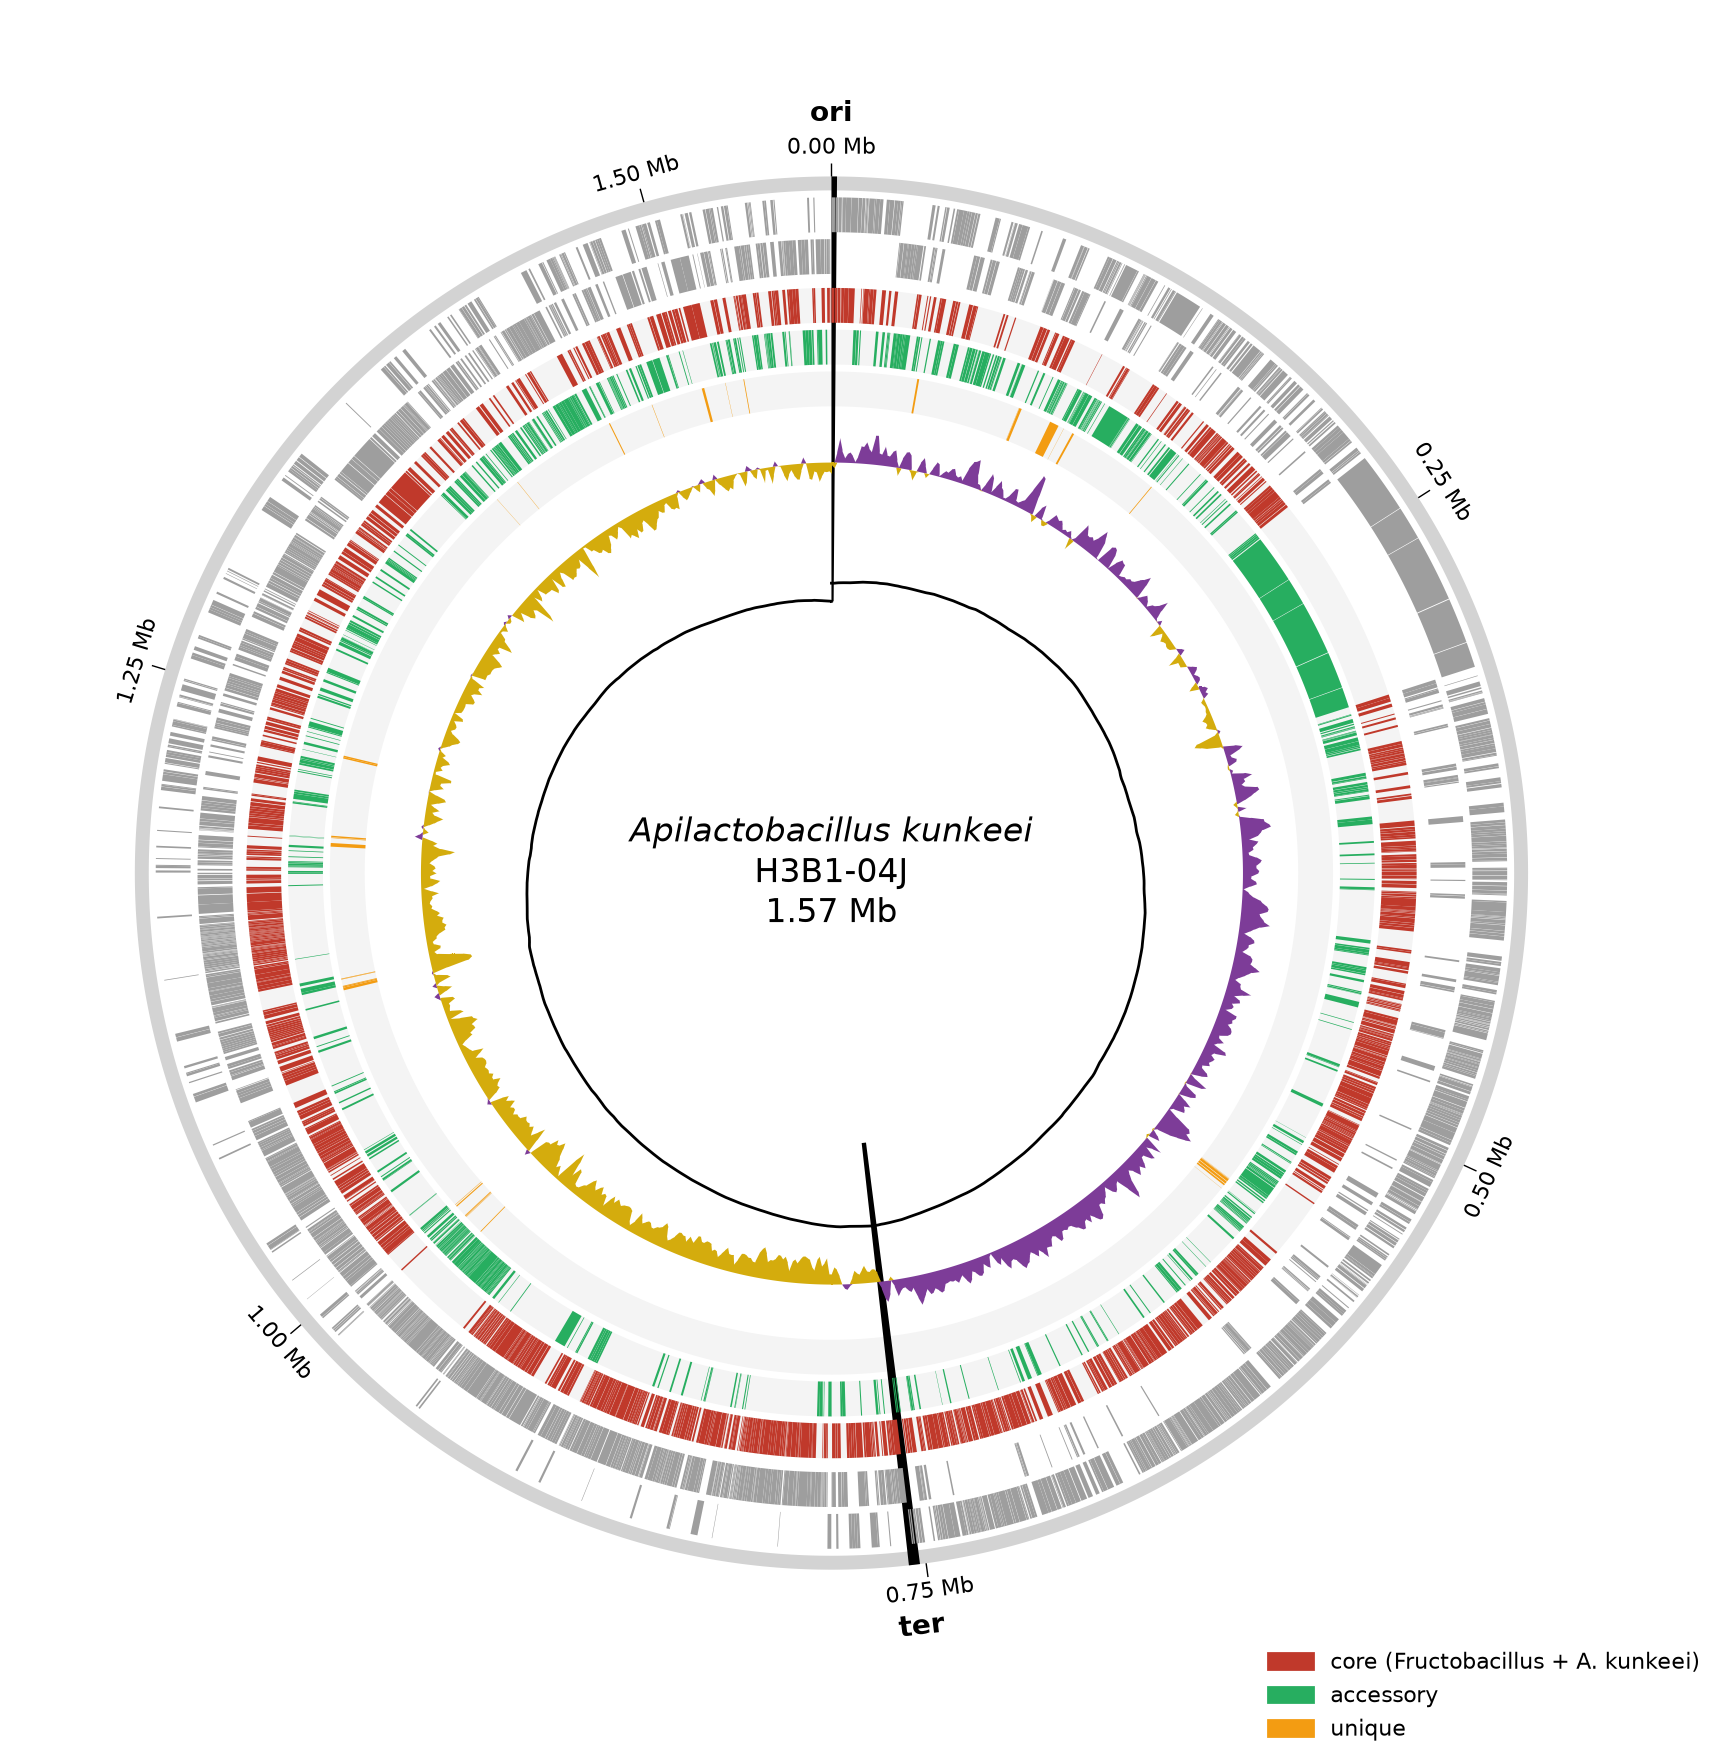 ori
0.00 Mb
1.50 Mb
0.25 Mb
1.25 Mb
Apilactobacillus kunkeei
H3B1-04J
1.57 Mb
0.50 Mb
1.00 Mb
0.75 Mb
ter
core (Fructobacillus + A. kunkeei)
accessory
unique